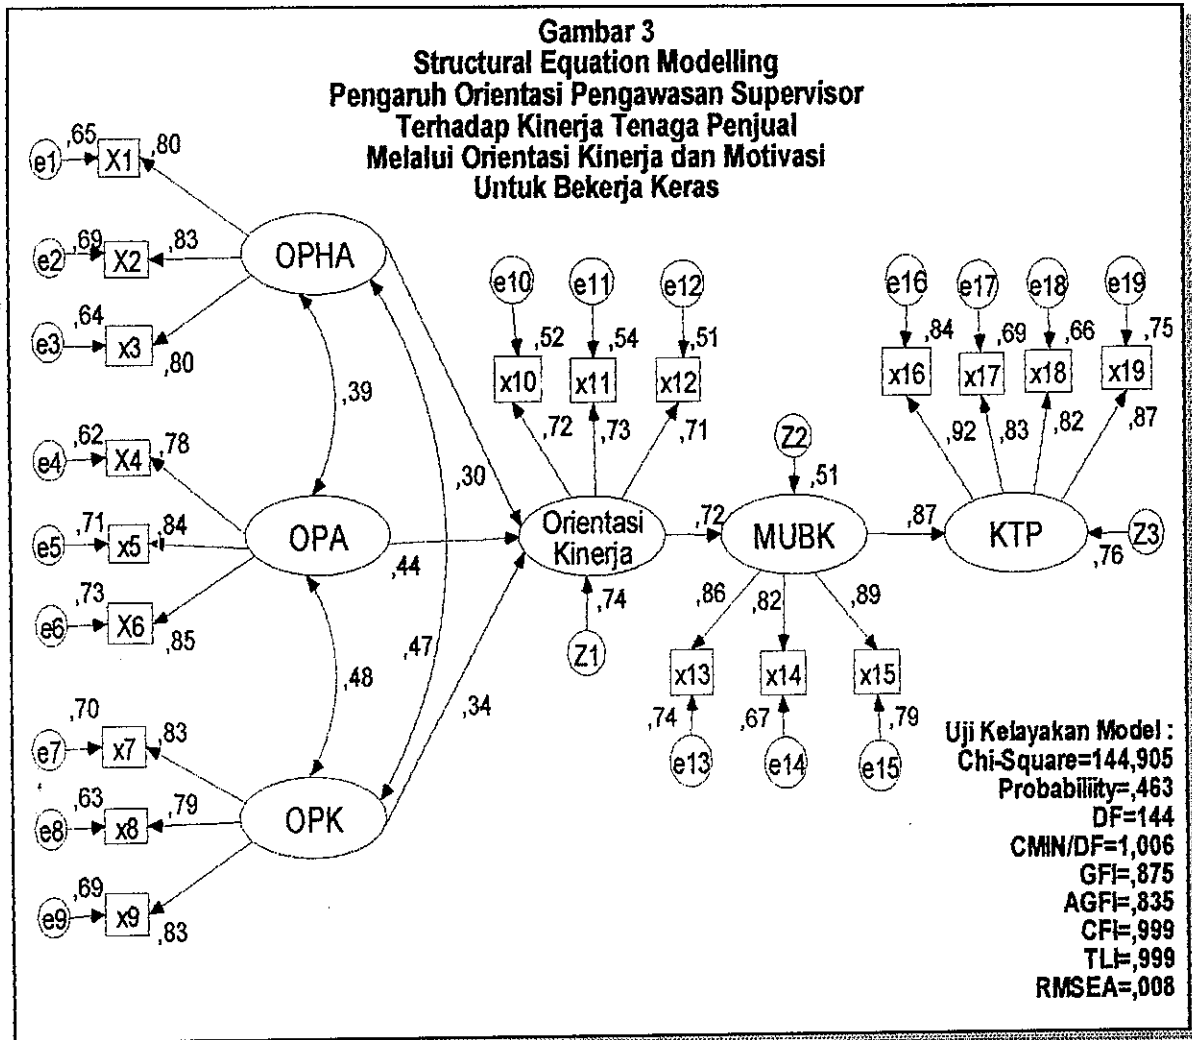 Gambar 3
Structural Equation Modelling
Pengaruh Orientasi Pengawasan Supervisor
Terhadap Kinerja Tenaga Penjual
Melalui Orientasi Kinerja dan Motivasi
Untuk Bekerja Keras
e1 ,65 X1 ,80
e2 ,69 X2 ,83
e3 ,64 x3 ,80
OPHA
e4 ,62 X4 ,78
e5 ,71 x5 ,84
e6 ,73 X6 ,85
OPA
e7 ,70 x7 ,83
e8 ,63 x8 ,79
e9 ,69 x9 ,83
OPK
,39
,48
,47
,30
,44
,34
e10 e11 e12
,52 ,54 ,51
x10 x11 x12
,72 ,73 ,71
Orientasi
Kinerja
,74
Z1
,72
Z2
,51
MUBK
,86 ,82 ,89
x13 x14 x15
,74 ,67 ,79
e13 e14 e15
,87
e16 e17 e18 e19
,84 ,69 ,66 ,75
x16 x17 x18 x19
,92 ,83 ,82 ,87
KTP
,76
Z3
Uji Kelayakan Model :
Chi-Square=144,905
Probabiliity=,463
DF=144
CMIN/DF=1,006
GFI=,875
AGFI=,835
CFI=,999
TLI=,999
RMSEA=,008